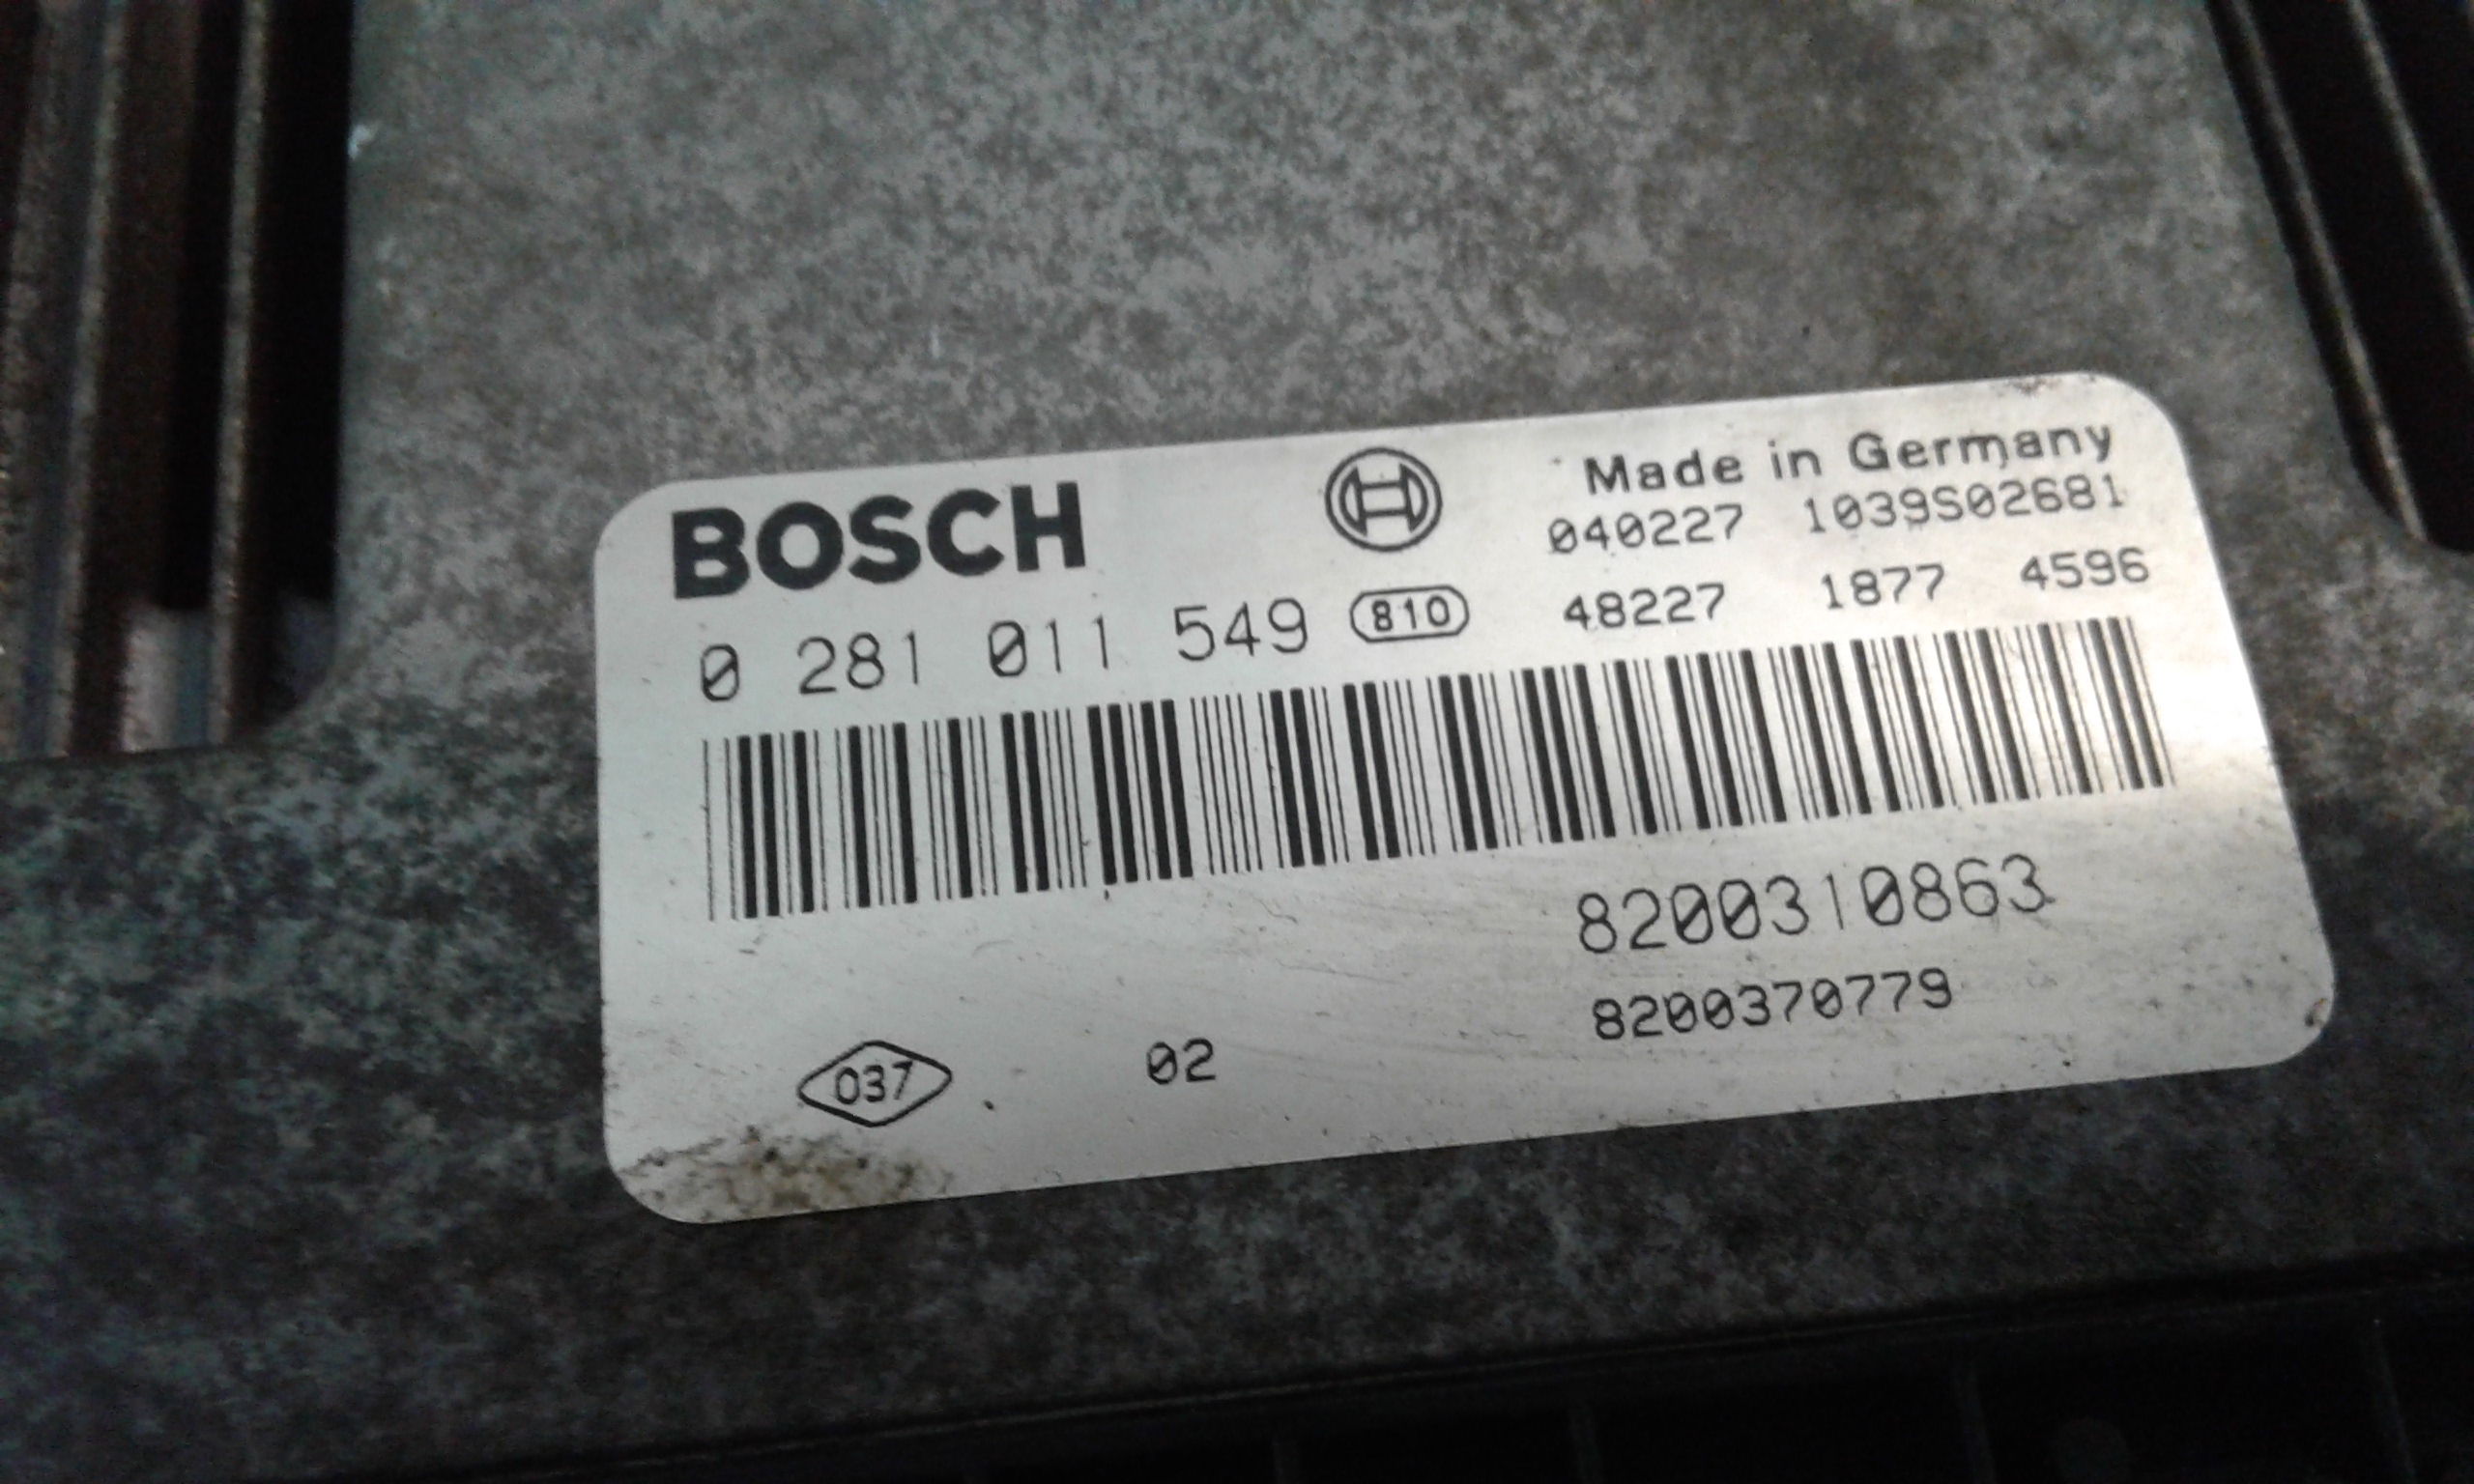 BOSCH
Made in Germany
040227 1039S02681
0 281 011 549 810 48227 1877 4596
8200310863
8200370779
037 02